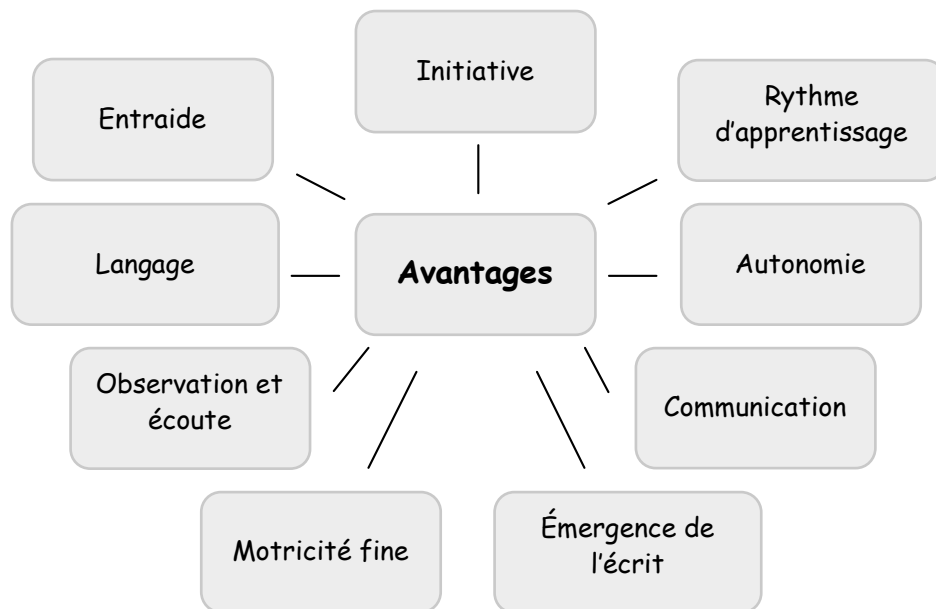 Initiative
Entraide
Rythme
d'apprentissage
Langage
Avantages
Autonomie
Observation et
écoute
Communication
Motricité fine
Émergence de
l'écrit